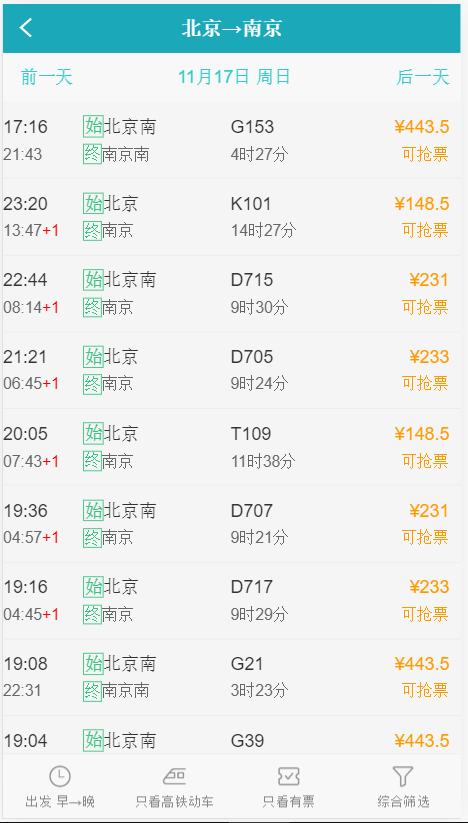 北京→南京
前一天 11月17日 周日 后一天
17:16 始北京南 G153 ¥443.5
21:43 终南京南 4时27分 可抢票
23:20 始北京 K101 ¥148.5
13:47+1 终南京 14时27分 可抢票
22:44 始北京南 D715 ¥231
08:14+1 终南京 9时30分 可抢票
21:21 始北京 D705 ¥233
06:45+1 终南京 9时24分 可抢票
20:05 始北京 T109 ¥148.5
07:43+1 终南京 11时38分 可抢票
19:36 始北京南 D707 ¥231
04:57+1 终南京 9时21分 可抢票
19:16 始北京 D717 ¥233
04:45+1 终南京 9时29分 可抢票
19:08 始北京南 G21 ¥443.5
22:31 终南京南 3时23分 可抢票
19:04 始北京南 G39 ¥443.5
出发 早→晚 只看高铁动车 只看有票 综合筛选